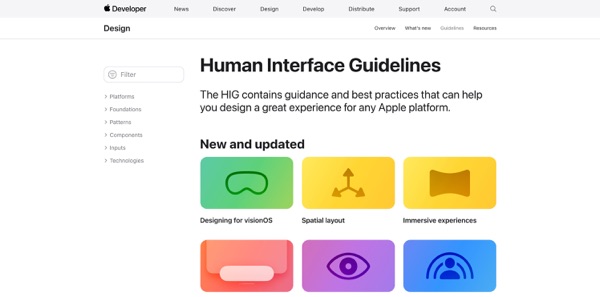 Developer
News
Discover
Design
Develop
Distribute
Support
Account
Design
Overview
What's new
Guidelines
Resources
Filter
Platforms
Foundations
Patterns
Components
Inputs
Technologies
Human Interface Guidelines
The HIG contains guidance and best practices that can help
you design a great experience for any Apple platform.
New and updated
Designing for visionOS
Spatial layout
Immersive experiences